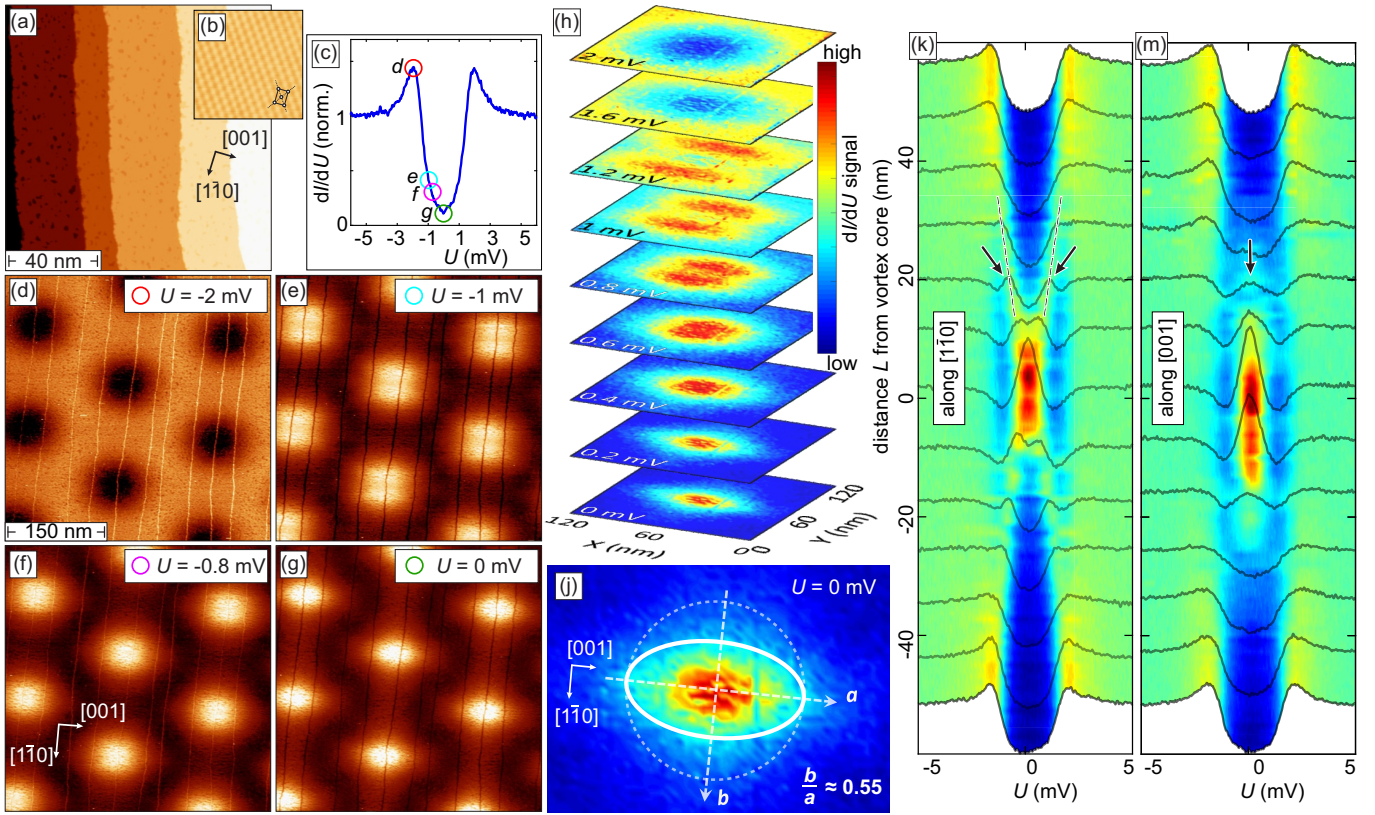 (a)
(b)
[001]
[11̄0]
40 nm
(c)
dI/dU (norm.)
1
0
d
e
f
g
-5
-3
-1
1
3
5
U (mV)
(d)
U = -2 mV
150 nm
(e)
U = -1 mV
(f)
U = -0.8 mV
[001]
[11̄0]
(g)
U = 0 mV
(h)
2 mV
1.6 mV
1.2 mV
1 mV
0.8 mV
0.6 mV
0.4 mV
0.2 mV
0 mV
high
dI/dU signal
low
120
60
0
X (nm)
0
60
120
Y (nm)
(j)
U = 0 mV
[001]
[11̄0]
a
b
b/a ≈ 0.55
distance L from vortex core (nm)
40
20
0
-20
-40
(k)
along [11̄0]
-5
0
5
U (mV)
(m)
along [001]
-5
0
5
U (mV)